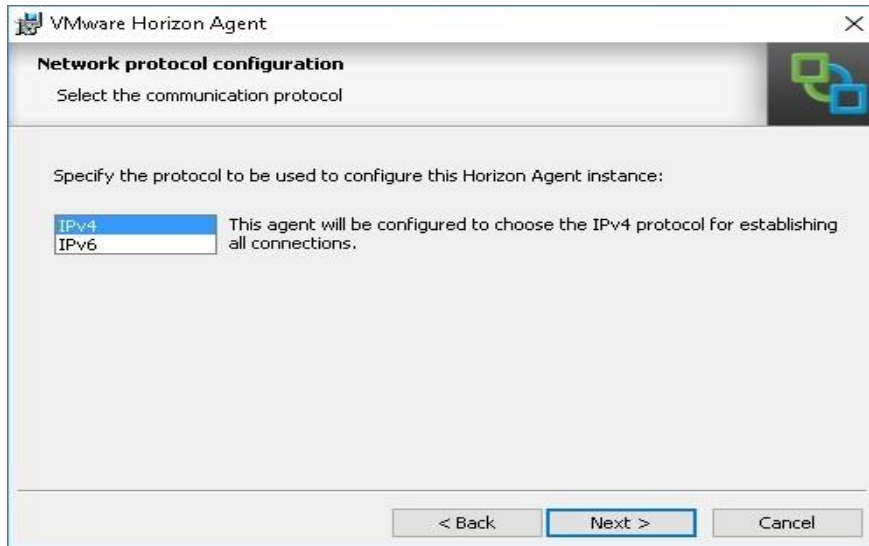 VMware Horizon Agent
Network protocol configuration
Select the communication protocol
Specify the protocol to be used to configure this Horizon Agent instance:
IPv4
IPv6
This agent will be configured to choose the IPv4 protocol for establishing
all connections.
< Back
Next >
Cancel